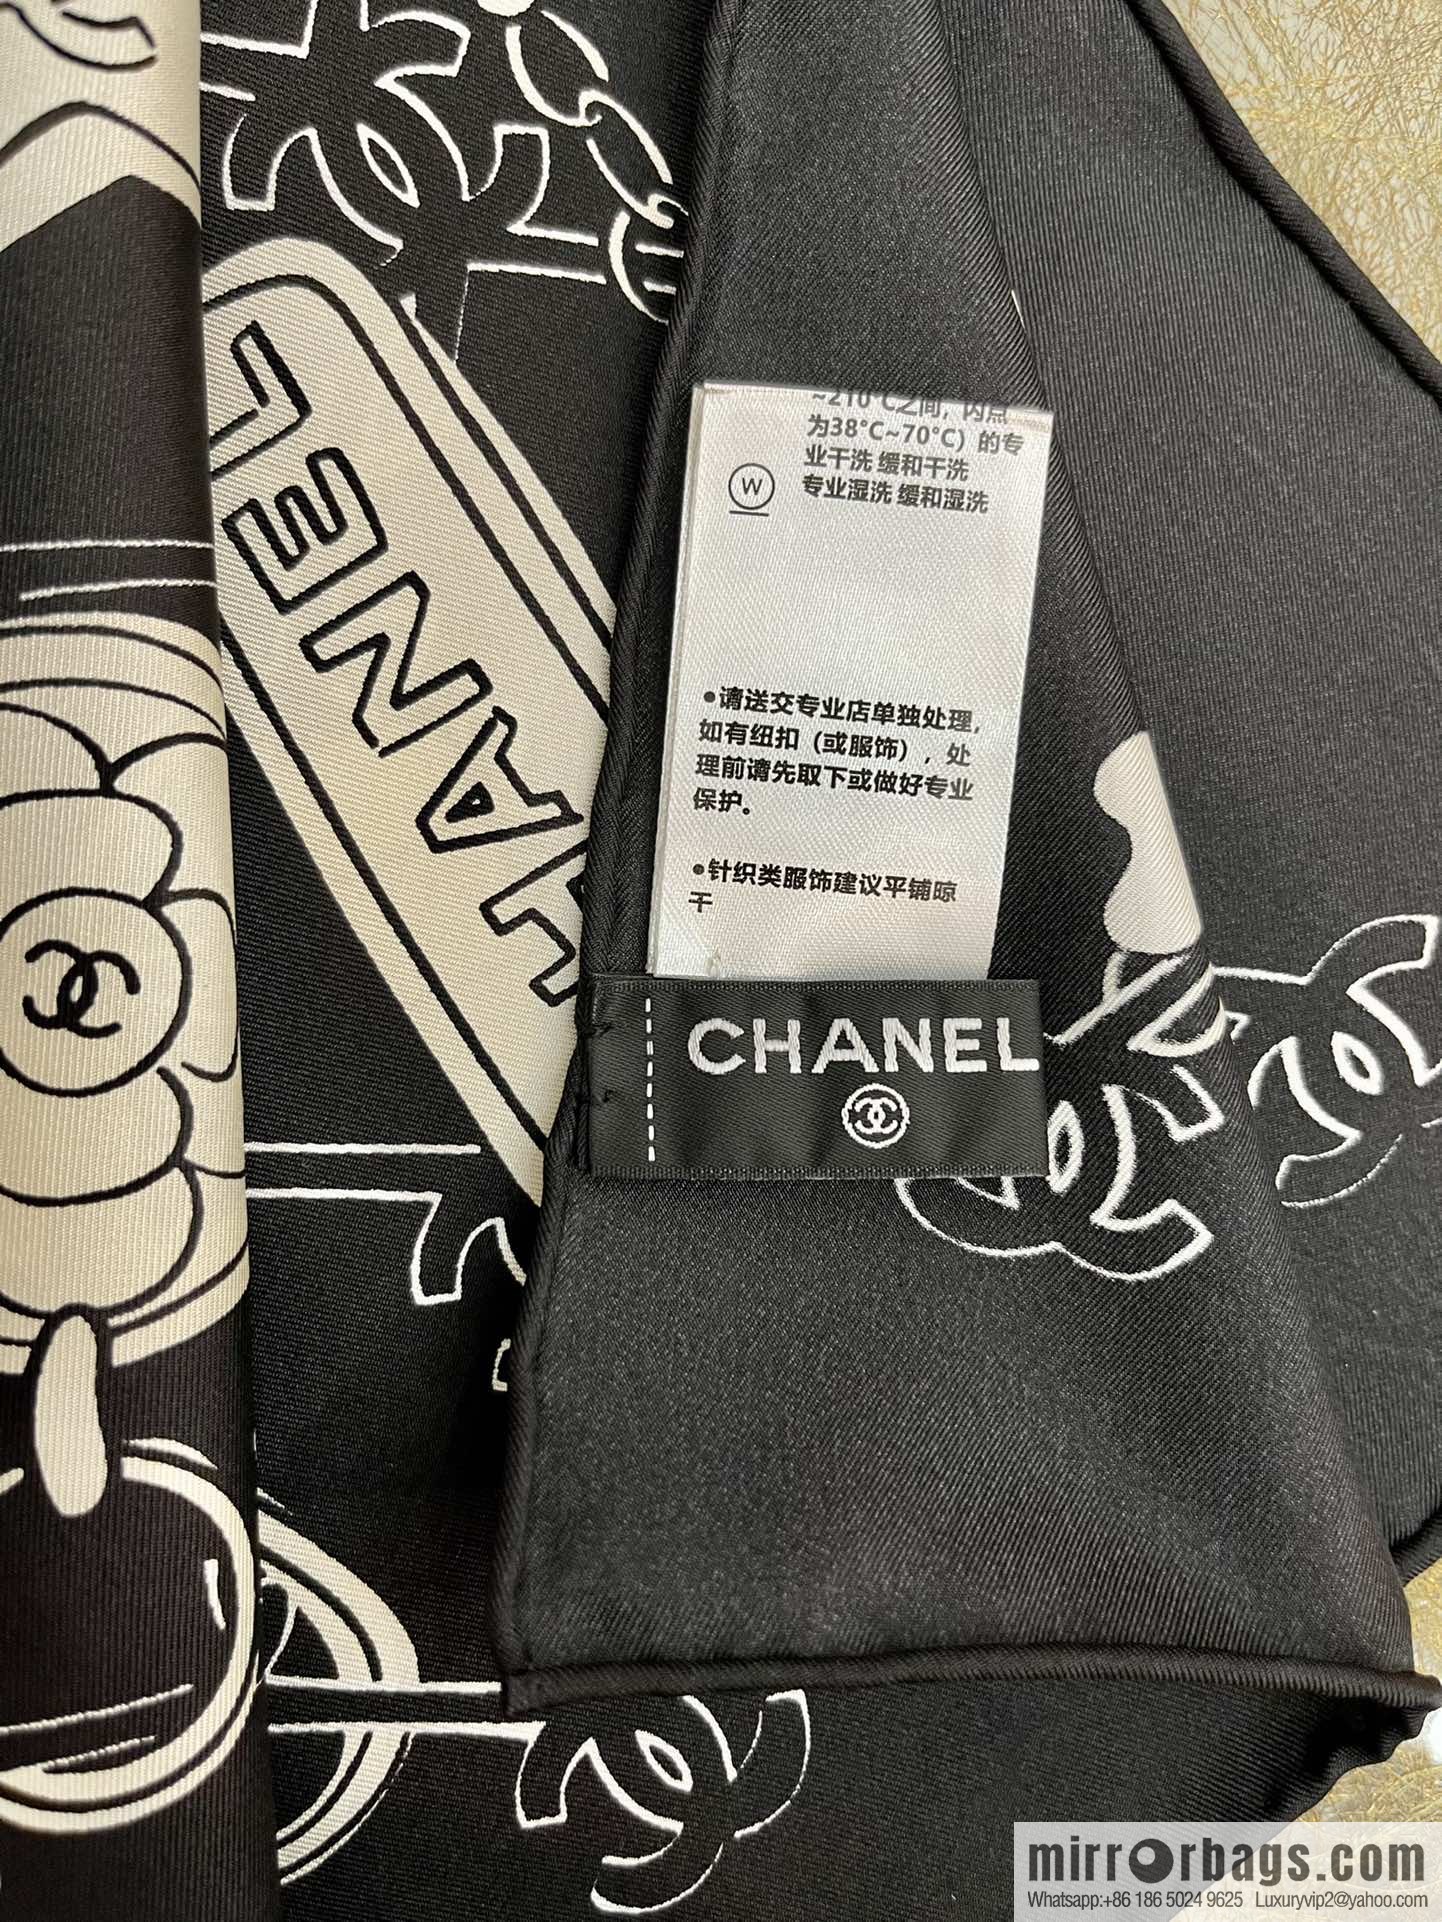 CHANEL
~210°C之间，闪点
为38°C~70°C）的专
业干洗 缓和干洗
专业湿洗 缓和湿洗
W
●请送交专业店单独处理，
如有纽扣（或服饰），处
理前请先取下或做好专业
保护。
●针织类服饰建议平铺晾
干
CHANEL
mirrorbags.com
Whatsapp:+86 186 5024 9625 Luxuryvip2@yahoo.com